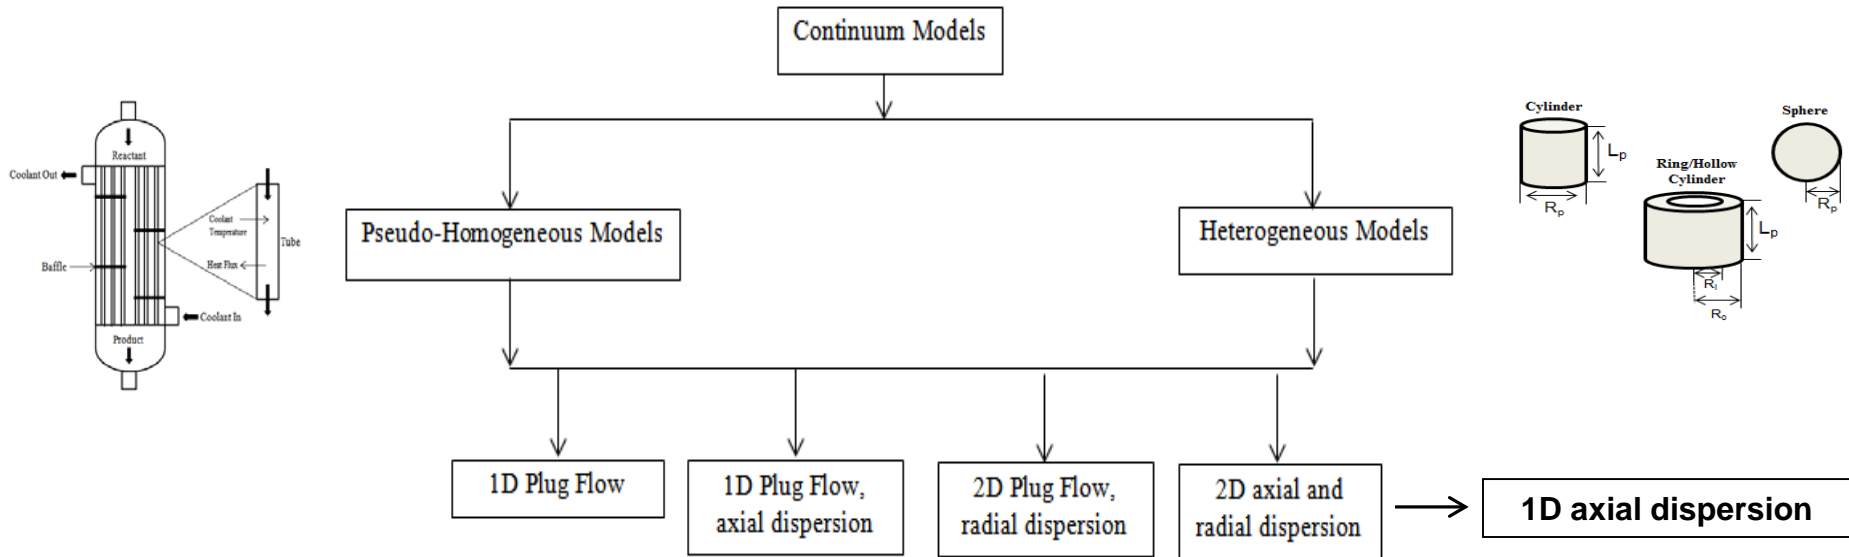 Continuum Models
Reactant
Coolant Out
Coolant
Temperature
Tube
Heat Flux
Baffle
Coolant In
Product
Pseudo-Homogeneous Models
Heterogeneous Models
Cylinder
Lp
Rp
Ring/Hollow
Cylinder
Lp
Ri
Ro
Sphere
Rp
1D Plug Flow
1D Plug Flow,
axial dispersion
2D Plug Flow,
radial dispersion
2D axial and
radial dispersion
1D axial dispersion